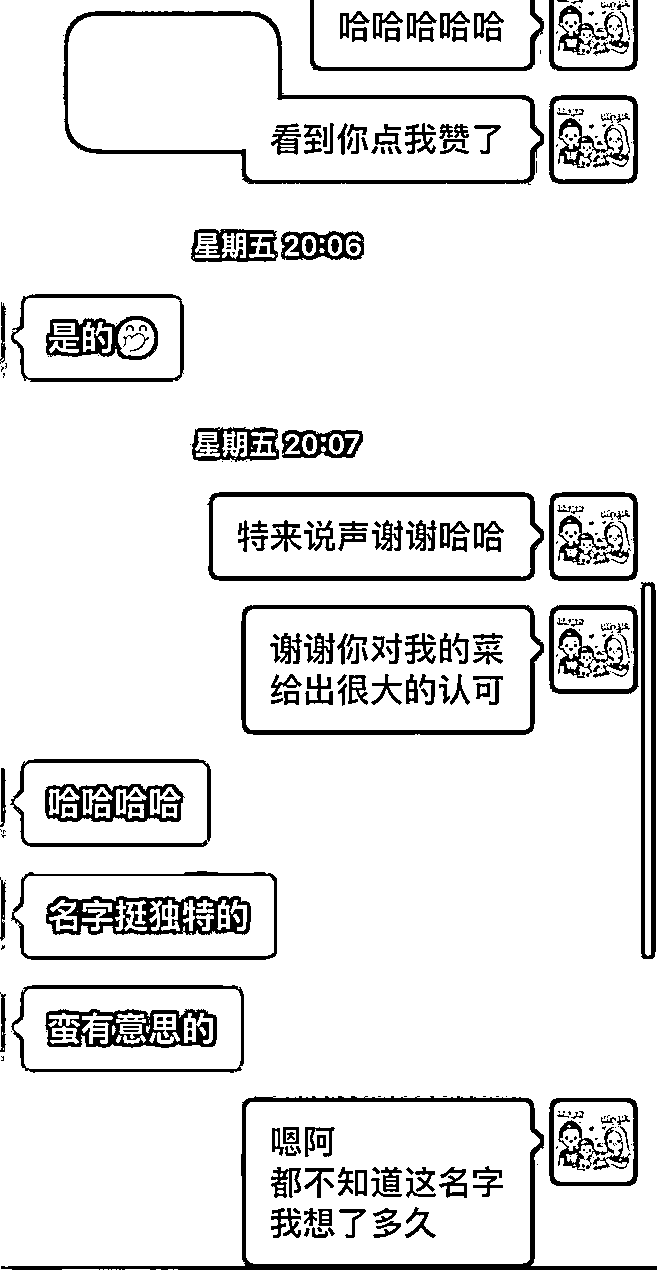 哈哈哈哈哈
看到你点我赞了
星期五 20:06
是的
星期五 20:07
特来说声谢谢哈哈
谢谢你对我的菜
给出很大的认可
哈哈哈哈
名字挺独特的
蛮有意思的
嗯阿
都不知道这名字
我想了多久